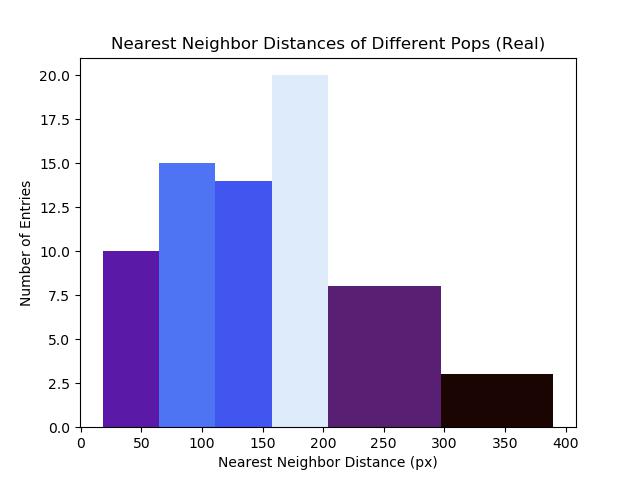 Nearest Neighbor Distances of Different Pops (Real)
20.0
17.5
15.0
12.5
10.0
7.5
5.0
2.5
0.0
Number of Entries
0 50 100 150 200 250 300 350 400
Nearest Neighbor Distance (px)